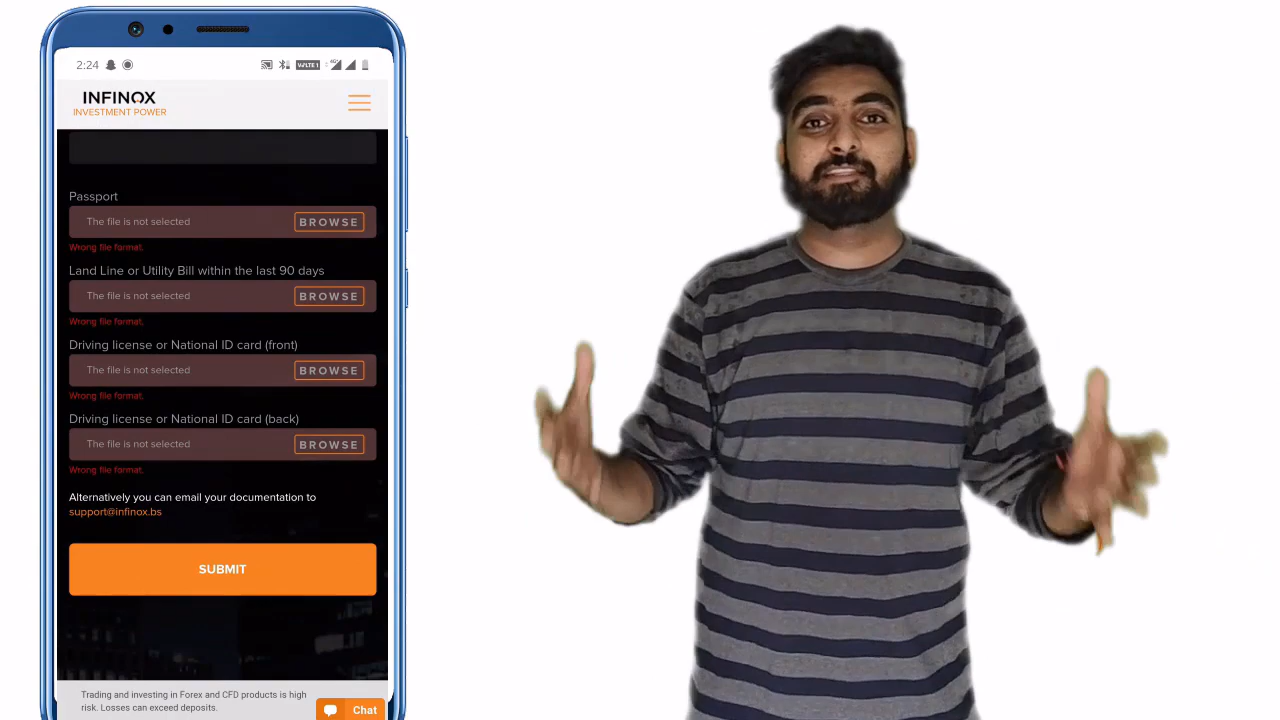 2:24
VoLTE 1
INFINOX
INVESTMENT POWER
Passport
The file is not selected
BROWSE
Wrong file format.
Land Line or Utility Bill within the last 90 days
The file is not selected
BROWSE
Wrong file format.
Driving license or National ID card (front)
The file is not selected
BROWSE
Wrong file format.
Driving license or National ID card (back)
The file is not selected
BROWSE
Wrong file format.
Alternatively you can email your documentation to
support@infinox.bs
SUBMIT
Trading and investing in Forex and CFD products is high
risk. Losses can exceed deposits.
Chat